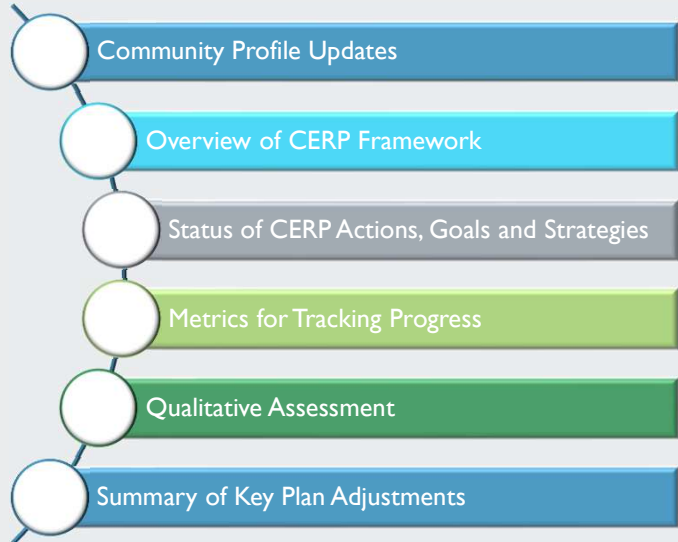 Community Profile Updates
Overview of CERP Framework
Status of CERP Actions, Goals and Strategies
Metrics for Tracking Progress
Qualitative Assessment
Summary of Key Plan Adjustments